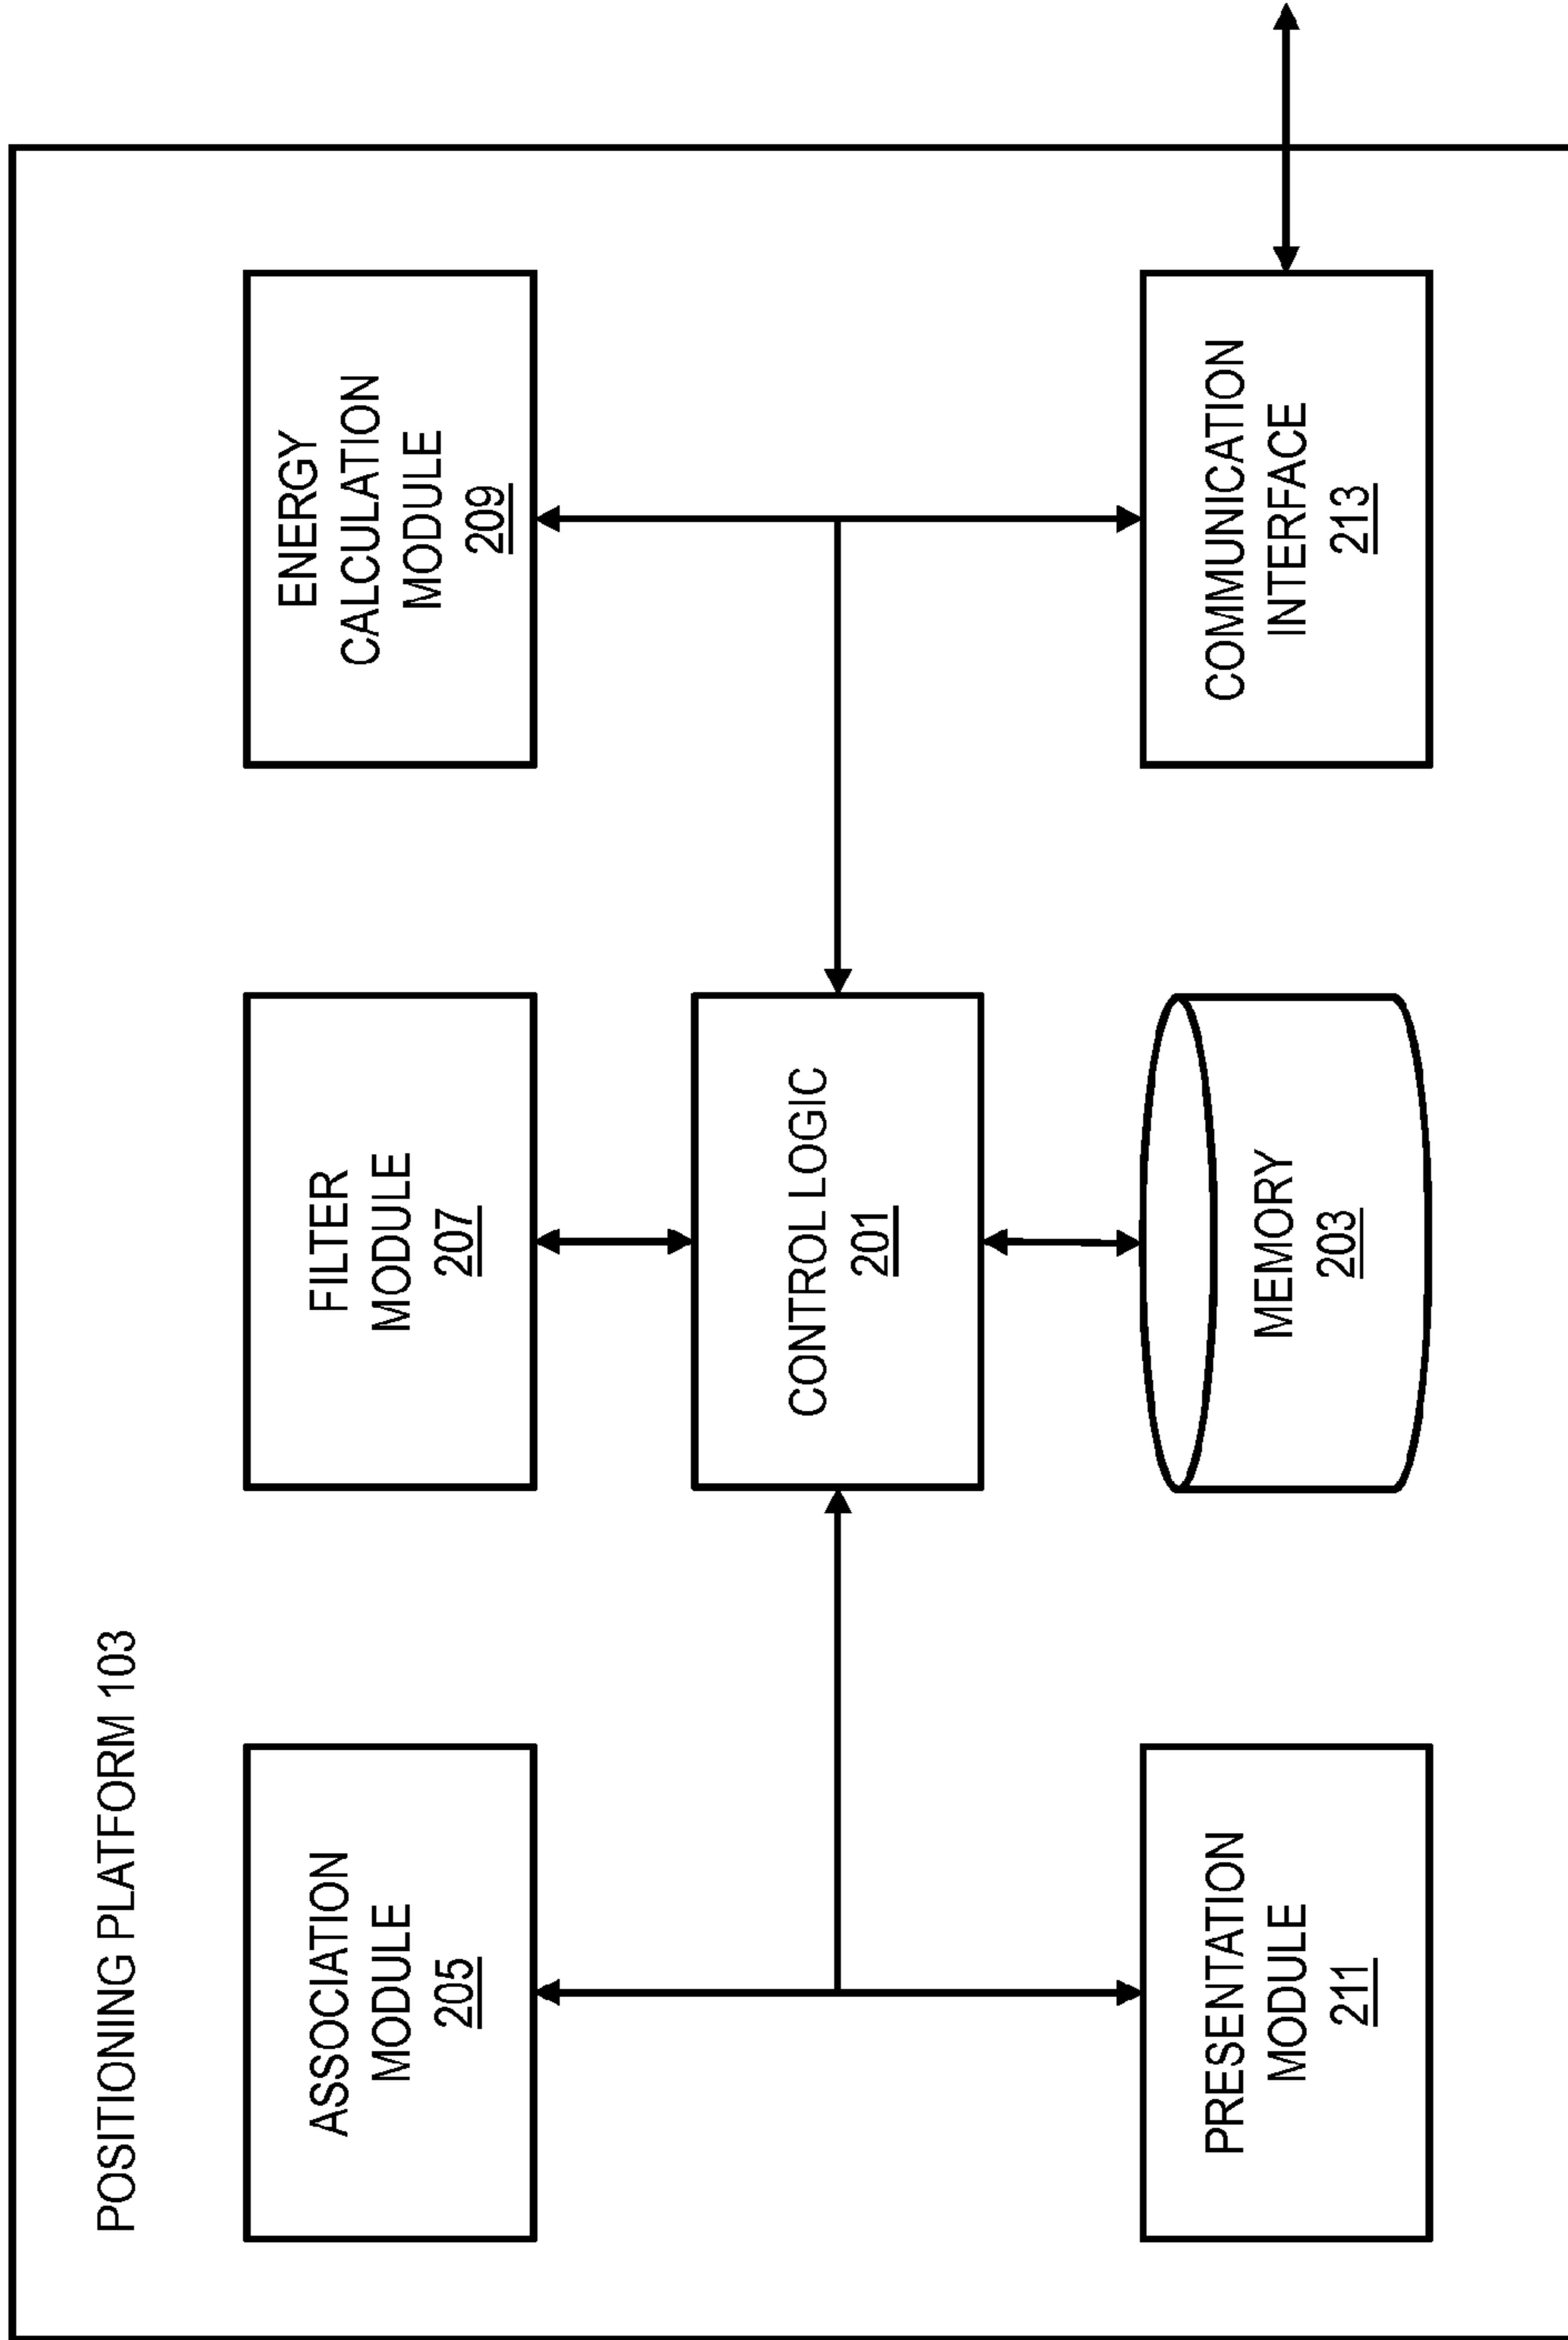 POSITIONING PLATFORM 103
ASSOCIATION
MODULE
205
FILTER
MODULE
207
ENERGY
CALCULATION
MODULE
209
CONTROL LOGIC
201
PRESENTATION
MODULE
211
MEMORY
203
COMMUNICATION
INTERFACE
213